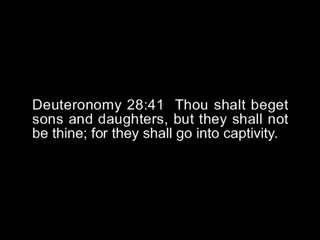 Deuteronomy 28:41  Thou shalt beget
sons and daughters, but they shall not
be thine; for they shall go into captivity.